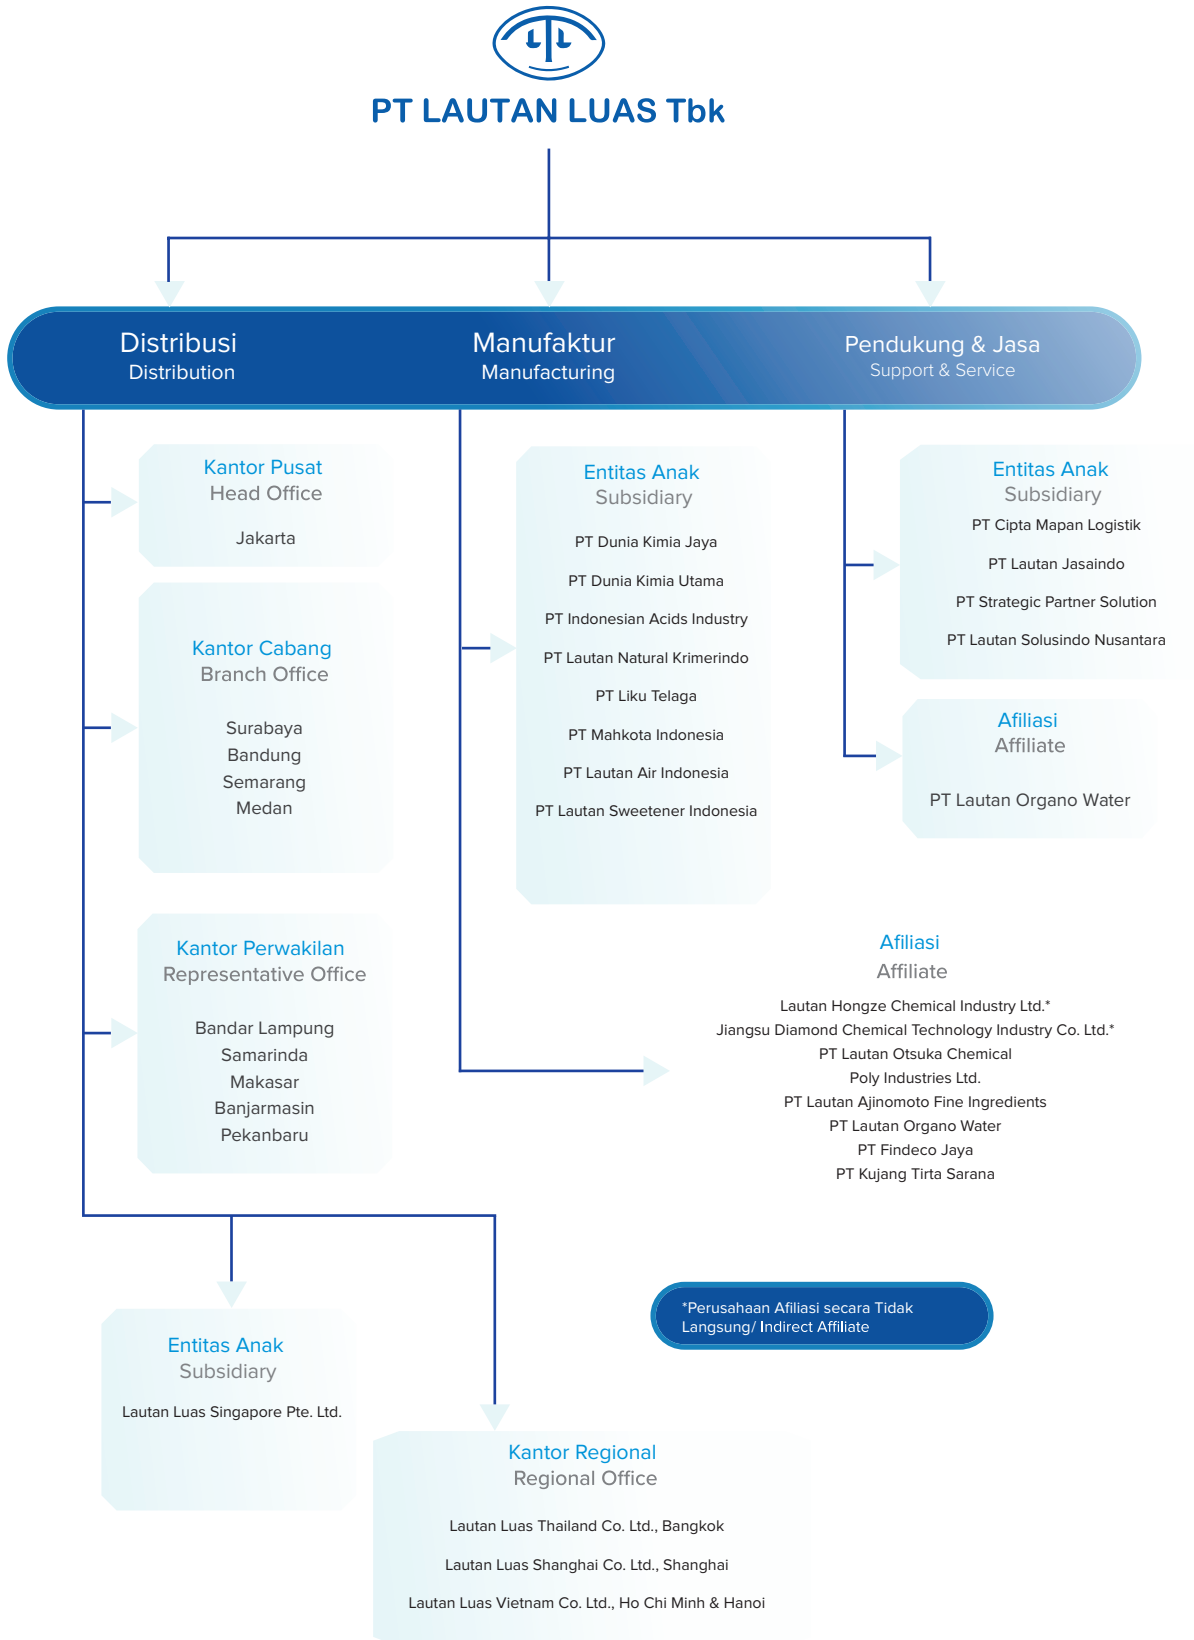 PT LAUTAN LUAS Tbk
Distribusi
Distribution
Manufaktur
Manufacturing
Pendukung & Jasa
Support & Service
Kantor Pusat
Head Office
Jakarta
Kantor Cabang
Branch Office
Surabaya
Bandung
Semarang
Medan
Kantor Perwakilan
Representative Office
Bandar Lampung
Samarinda
Makasar
Banjarmasin
Pekanbaru
Entitas Anak
Subsidiary
Lautan Luas Singapore Pte. Ltd.
Kantor Regional
Regional Office
Lautan Luas Thailand Co. Ltd., Bangkok
Lautan Luas Shanghai Co. Ltd., Shanghai
Lautan Luas Vietnam Co. Ltd., Ho Chi Minh & Hanoi
Entitas Anak
Subsidiary
PT Dunia Kimia Jaya
PT Dunia Kimia Utama
PT Indonesian Acids Industry
PT Lautan Natural Krimerindo
PT Liku Telaga
PT Mahkota Indonesia
PT Lautan Air Indonesia
PT Lautan Sweetener Indonesia
Afiliasi
Affiliate
Lautan Hongze Chemical Industry Ltd.*
Jiangsu Diamond Chemical Technology Industry Co. Ltd.*
PT Lautan Otsuka Chemical
Poly Industries Ltd.
PT Lautan Ajinomoto Fine Ingredients
PT Lautan Organo Water
PT Findeco Jaya
PT Kujang Tirta Sarana
Entitas Anak
Subsidiary
PT Cipta Mapan Logistik
PT Lautan Jasaindo
PT Strategic Partner Solution
PT Lautan Solusindo Nusantara
Afiliasi
Affiliate
PT Lautan Organo Water
*Perusahaan Afiliasi secara Tidak
Langsung/ Indirect Affiliate